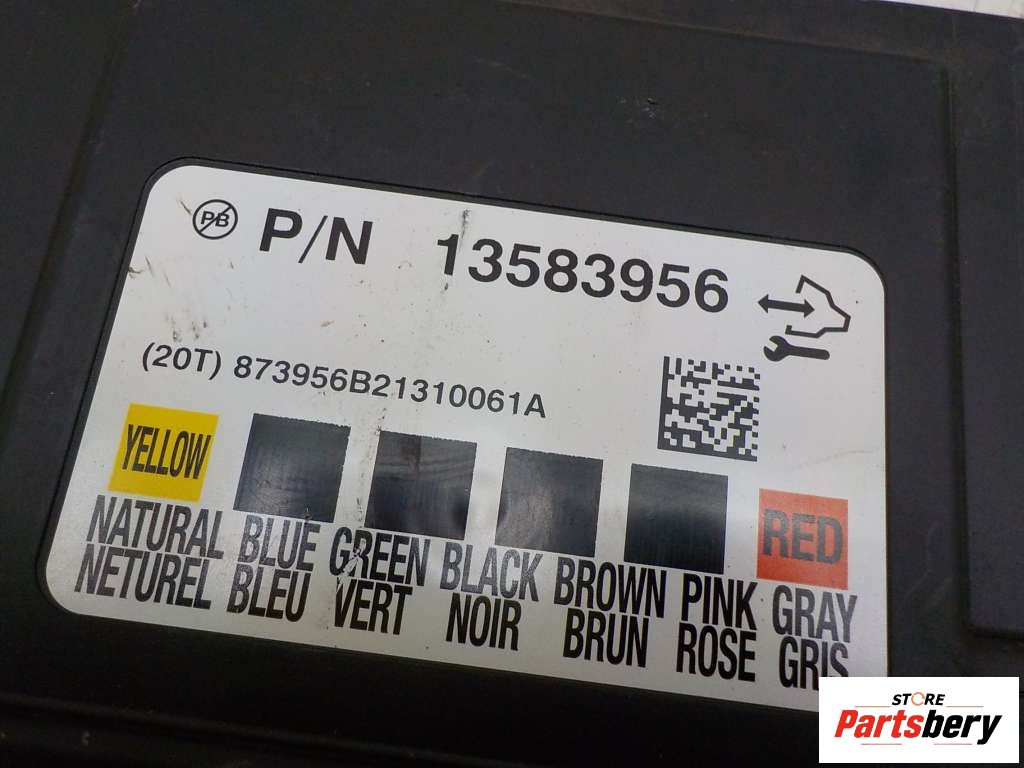 PB P/N 13583956
(20T) 873956B21310061A
YELLOW RED
NATURAL BLUE GREEN BLACK BROWN PINK GRAY
NETUREL BLEU VERT NOIR BRUN ROSE GRIS
STORE
Partsbery